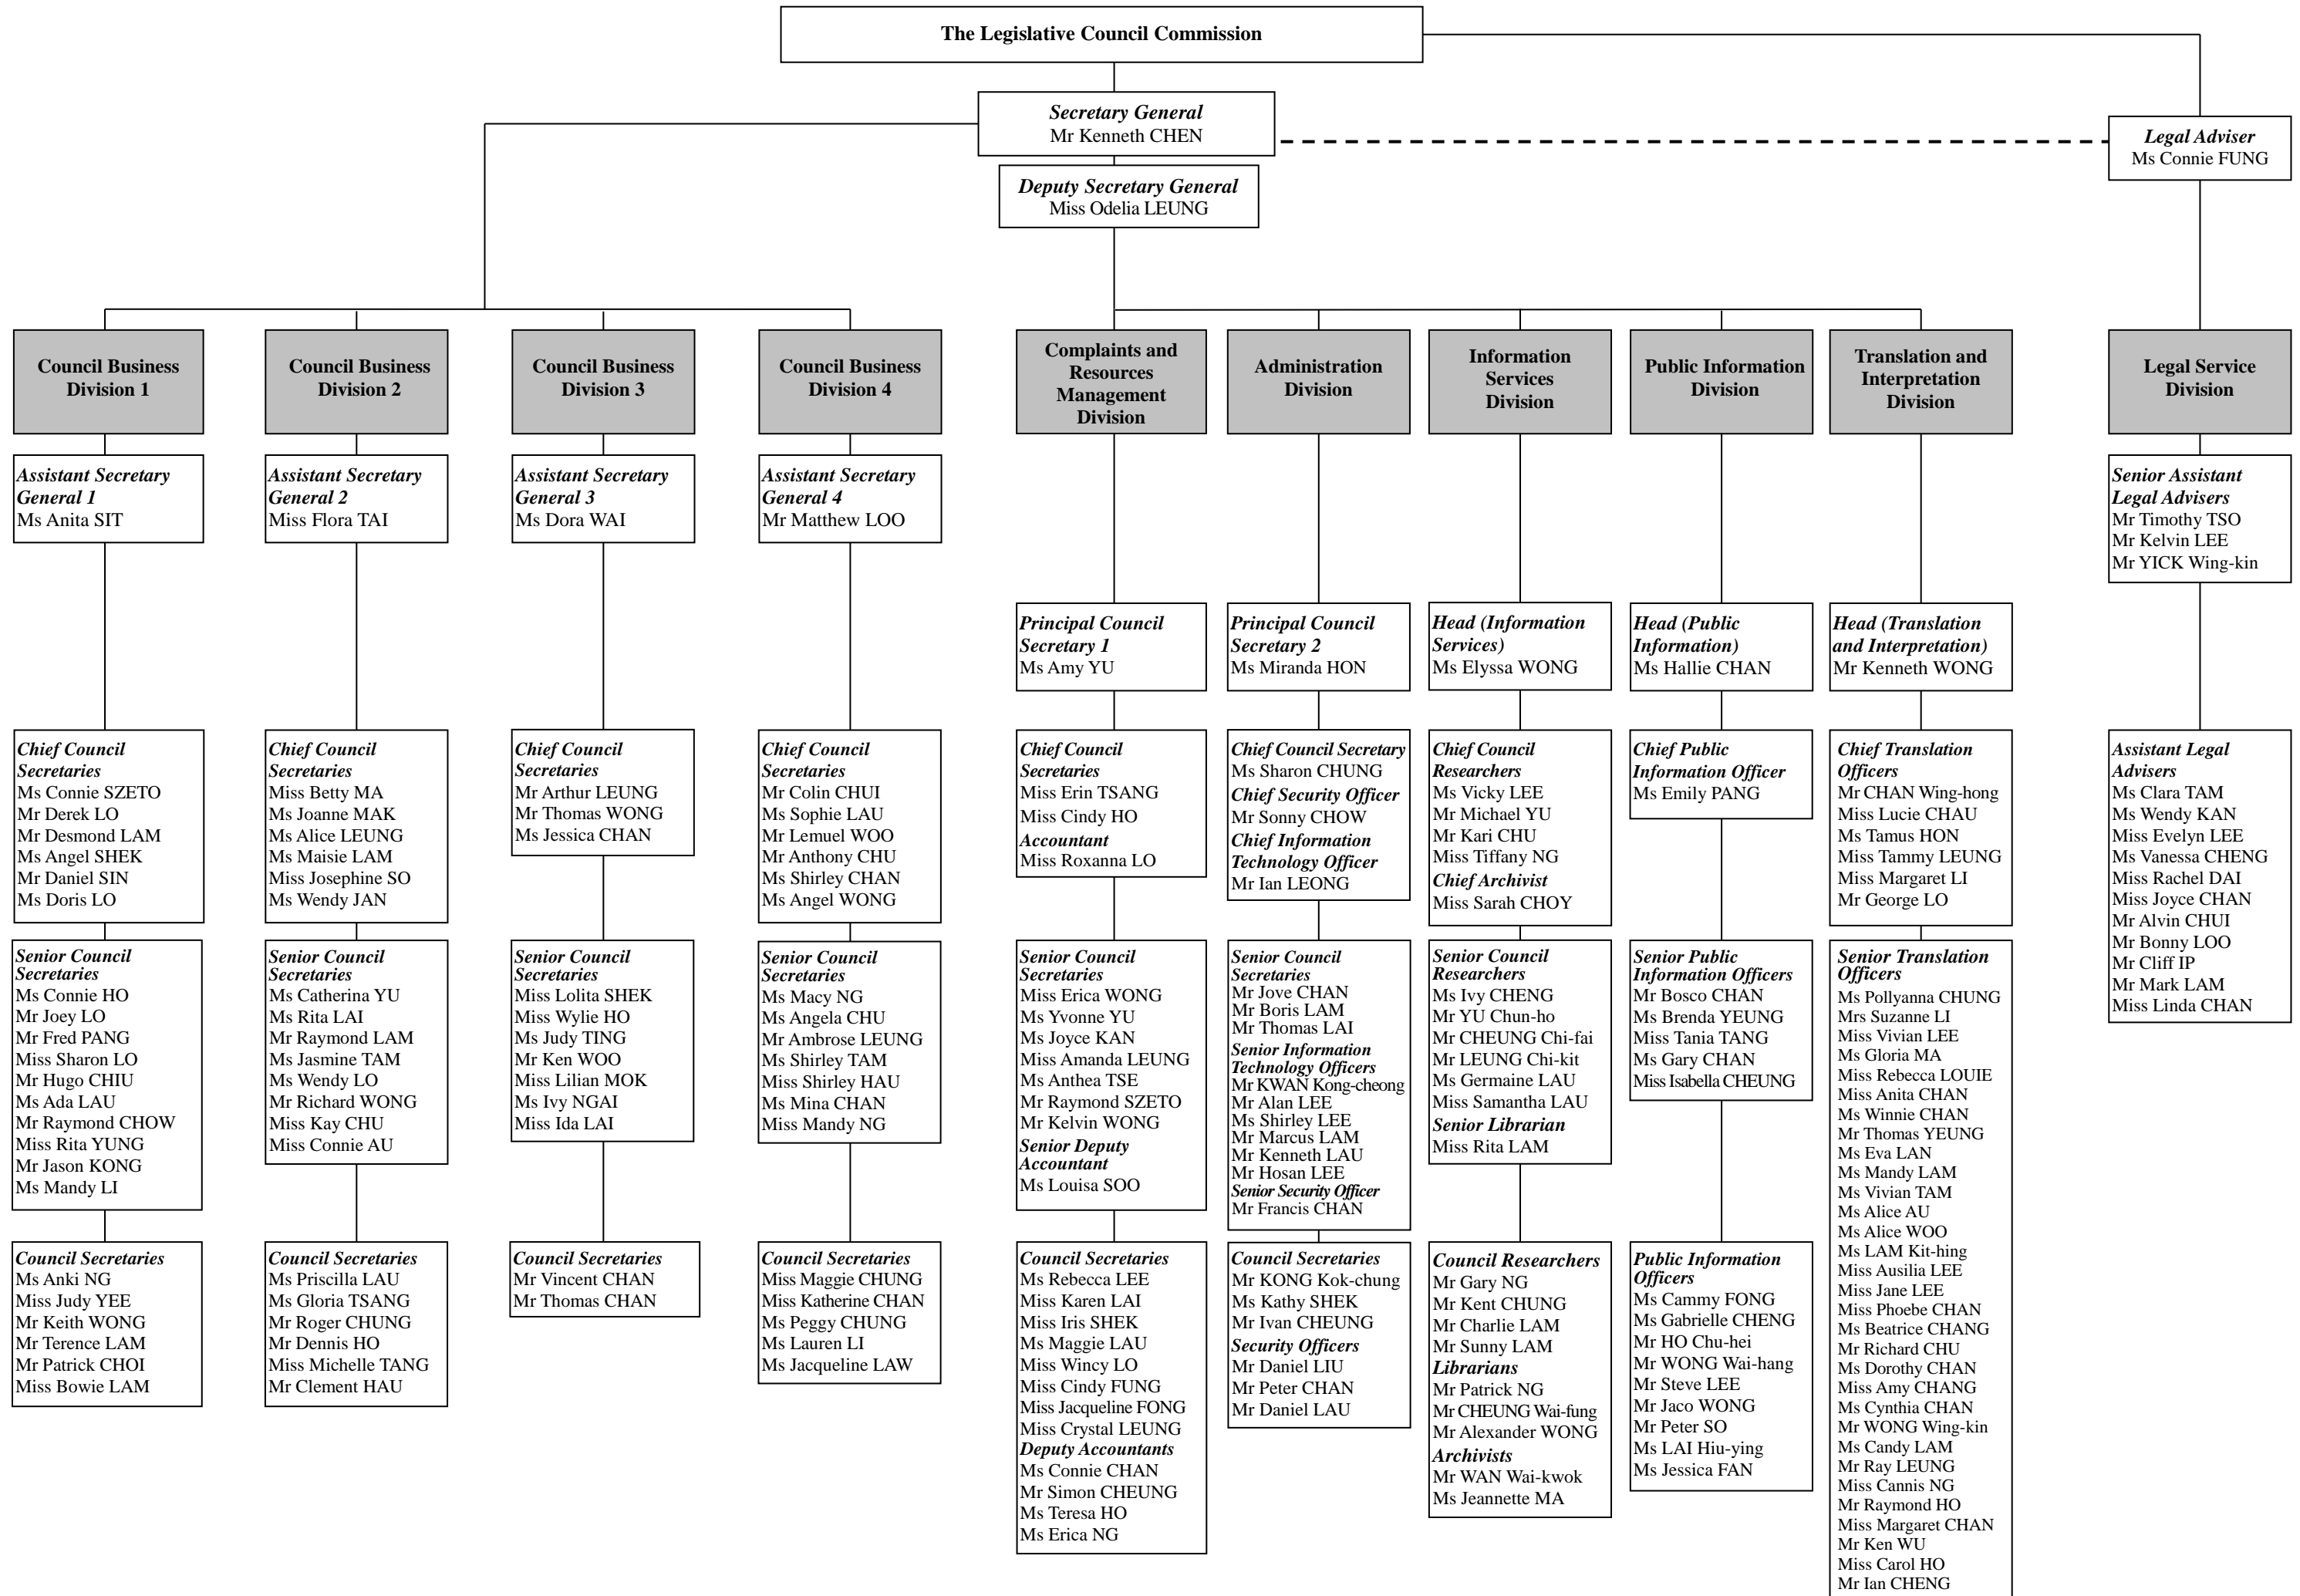 The Legislative Council Commission
Secretary General
Mr Kenneth CHEN
Legal Adviser
Ms Connie FUNG
Deputy Secretary General
Miss Odelia LEUNG
Council Business
Division 1
Assistant Secretary
General 1
Ms Anita SIT
Chief Council
Secretaries
Ms Connie SZETO
Mr Derek LO
Mr Desmond LAM
Ms Angel SHEK
Mr Daniel SIN
Ms Doris LO
Senior Council
Secretaries
Ms Connie HO
Mr Joey LO
Mr Fred PANG
Miss Sharon LO
Mr Hugo CHIU
Ms Ada LAU
Mr Raymond CHOW
Miss Rita YUNG
Mr Jason KONG
Ms Mandy LI
Council Secretaries
Ms Anki NG
Miss Judy YEE
Mr Keith WONG
Mr Terence LAM
Mr Patrick CHOI
Miss Bowie LAM
Council Business
Division 2
Assistant Secretary
General 2
Miss Flora TAI
Chief Council
Secretaries
Miss Betty MA
Ms Joanne MAK
Ms Alice LEUNG
Ms Maisie LAM
Miss Josephine SO
Ms Wendy JAN
Senior Council
Secretaries
Ms Catherina YU
Ms Rita LAI
Mr Raymond LAM
Ms Jasmine TAM
Ms Wendy LO
Mr Richard WONG
Miss Kay CHU
Miss Connie AU
Council Secretaries
Ms Priscilla LAU
Ms Gloria TSANG
Mr Roger CHUNG
Mr Dennis HO
Miss Michelle TANG
Mr Clement HAU
Council Business
Division 3
Assistant Secretary
General 3
Ms Dora WAI
Chief Council
Secretaries
Mr Arthur LEUNG
Mr Thomas WONG
Ms Jessica CHAN
Senior Council
Secretaries
Miss Lolita SHEK
Miss Wylie HO
Ms Judy TING
Mr Ken WOO
Miss Lilian MOK
Ms Ivy NGAI
Miss Ida LAI
Council Secretaries
Mr Vincent CHAN
Mr Thomas CHAN
Council Business
Division 4
Assistant Secretary
General 4
Mr Matthew LOO
Chief Council
Secretaries
Mr Colin CHUI
Ms Sophie LAU
Mr Lemuel WOO
Mr Anthony CHU
Ms Shirley CHAN
Ms Angel WONG
Senior Council
Secretaries
Ms Macy NG
Ms Angela CHU
Mr Ambrose LEUNG
Ms Shirley TAM
Miss Shirley HAU
Ms Mina CHAN
Miss Mandy NG
Council Secretaries
Miss Maggie CHUNG
Miss Katherine CHAN
Ms Peggy CHUNG
Ms Lauren LI
Ms Jacqueline LAW
Complaints and
Resources
Management
Division
Principal Council
Secretary 1
Ms Amy YU
Chief Council
Secretaries
Miss Erin TSANG
Miss Cindy HO
Accountant
Miss Roxanna LO
Senior Council
Secretaries
Miss Erica WONG
Ms Yvonne YU
Ms Joyce KAN
Miss Amanda LEUNG
Ms Anthea TSE
Mr Raymond SZETO
Mr Kelvin WONG
Senior Deputy
Accountant
Ms Louisa SOO
Council Secretaries
Ms Rebecca LEE
Miss Karen LAI
Miss Iris SHEK
Ms Maggie LAU
Miss Wincy LO
Miss Cindy FUNG
Miss Jacqueline FONG
Miss Crystal LEUNG
Deputy Accountants
Ms Connie CHAN
Mr Simon CHEUNG
Ms Teresa HO
Ms Erica NG
Administration
Division
Principal Council
Secretary 2
Ms Miranda HON
Chief Council Secretary
Ms Sharon CHUNG
Chief Security Officer
Mr Sonny CHOW
Chief Information
Technology Officer
Mr Ian LEONG
Senior Council
Secretaries
Mr Jove CHAN
Mr Boris LAM
Mr Thomas LAI
Senior Information
Technology Officers
Mr KWAN Kong-cheong
Mr Alan LEE
Ms Shirley LEE
Mr Marcus LAM
Mr Kenneth LAU
Mr Hosan LEE
Senior Security Officer
Mr Francis CHAN
Council Secretaries
Mr KONG Kok-chung
Ms Kathy SHEK
Mr Ivan CHEUNG
Security Officers
Mr Daniel LIU
Mr Peter CHAN
Mr Daniel LAU
Information
Services
Division
Head (Information
Services)
Ms Elyssa WONG
Chief Council
Researchers
Ms Vicky LEE
Mr Michael YU
Mr Kari CHU
Miss Tiffany NG
Chief Archivist
Miss Sarah CHOY
Senior Council
Researchers
Ms Ivy CHENG
Mr YU Chun-ho
Mr CHEUNG Chi-fai
Mr LEUNG Chi-kit
Ms Germaine LAU
Miss Samantha LAU
Senior Librarian
Miss Rita LAM
Council Researchers
Mr Gary NG
Mr Kent CHUNG
Mr Charlie LAM
Mr Sunny LAM
Librarians
Mr Patrick NG
Mr CHEUNG Wai-fung
Mr Alexander WONG
Archivists
Mr WAN Wai-kwok
Ms Jeannette MA
Public Information
Division
Head (Public
Information)
Ms Hallie CHAN
Chief Public
Information Officer
Ms Emily PANG
Senior Public
Information Officers
Mr Bosco CHAN
Ms Brenda YEUNG
Miss Tania TANG
Ms Gary CHAN
Miss Isabella CHEUNG
Public Information
Officers
Ms Cammy FONG
Ms Gabrielle CHENG
Mr HO Chu-hei
Mr WONG Wai-hang
Mr Steve LEE
Mr Jaco WONG
Mr Peter SO
Ms LAI Hiu-ying
Ms Jessica FAN
Translation and
Interpretation
Division
Head (Translation
and Interpretation)
Mr Kenneth WONG
Chief Translation
Officers
Mr CHAN Wing-hong
Miss Lucie CHAU
Ms Tamus HON
Miss Tammy LEUNG
Miss Margaret LI
Mr George LO
Senior Translation
Officers
Ms Pollyanna CHUNG
Mrs Suzanne LI
Miss Vivian LEE
Ms Gloria MA
Miss Rebecca LOUIE
Miss Anita CHAN
Ms Winnie CHAN
Mr Thomas YEUNG
Ms Eva LAN
Ms Mandy LAM
Ms Vivian TAM
Ms Alice AU
Ms Alice WOO
Ms LAM Kit-hing
Miss Ausilia LEE
Miss Jane LEE
Miss Phoebe CHAN
Ms Beatrice CHANG
Mr Richard CHU
Ms Dorothy CHAN
Miss Amy CHANG
Ms Cynthia CHAN
Mr WONG Wing-kin
Ms Candy LAM
Mr Ray LEUNG
Miss Cannis NG
Mr Raymond HO
Miss Margaret CHAN
Mr Ken WU
Miss Carol HO
Mr Ian CHENG
Legal Service
Division
Senior Assistant
Legal Advisers
Mr Timothy TSO
Mr Kelvin LEE
Mr YICK Wing-kin
Assistant Legal
Advisers
Ms Clara TAM
Ms Wendy KAN
Miss Evelyn LEE
Ms Vanessa CHENG
Miss Rachel DAI
Miss Joyce CHAN
Mr Alvin CHUI
Mr Bonny LOO
Mr Cliff IP
Mr Mark LAM
Miss Linda CHAN